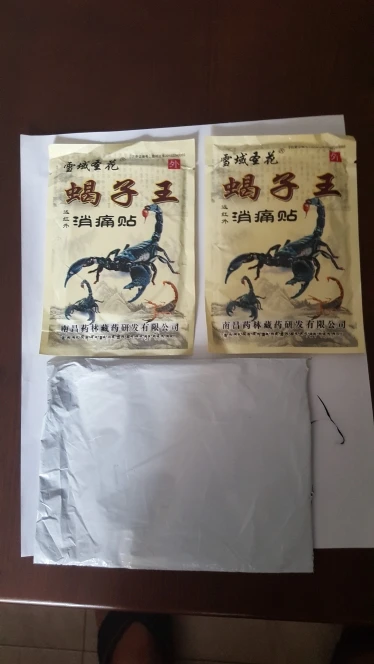 雪域圣花
外
蝎子王
远红外
消痛贴
南昌药林藏药研发有限公司
雪域圣花®
外
蝎子王
远红外
消痛贴
南昌药林藏药研发有限公司